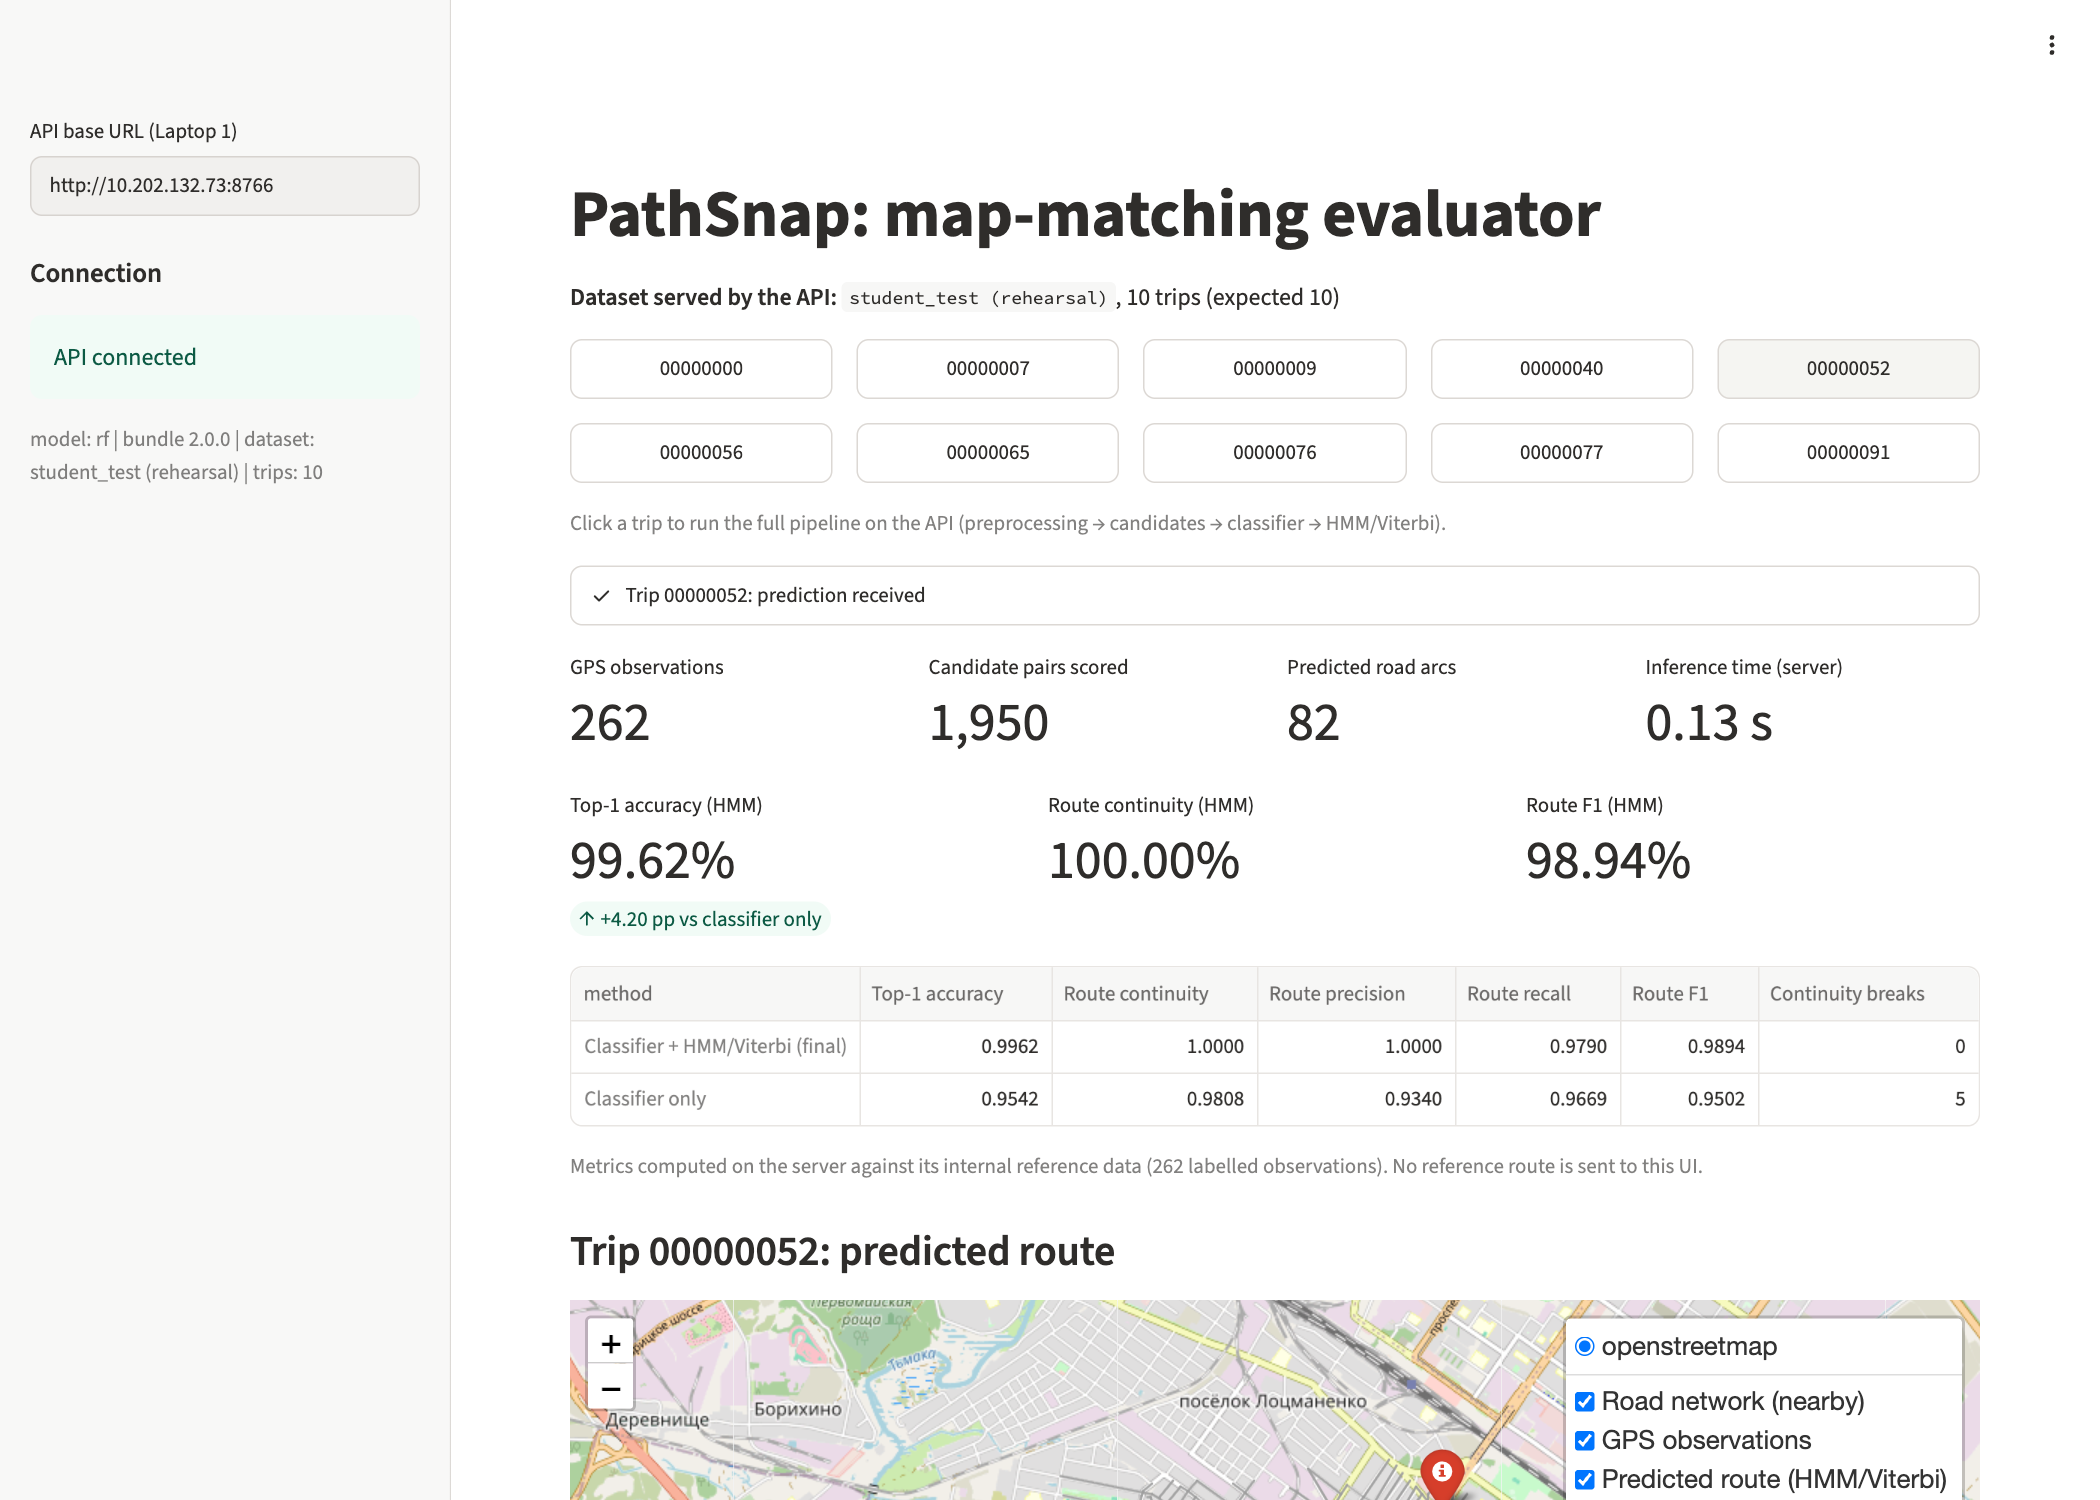 API base URL (Laptop 1)
http://10.202.132.73:8766
Connection
API connected
model: rf | bundle 2.0.0 | dataset:
student_test (rehearsal) | trips: 10
PathSnap: map-matching evaluator
Dataset served by the API: student_test (rehearsal), 10 trips (expected 10)
00000000 00000007 00000009 00000040 00000052
00000056 00000065 00000076 00000077 00000091
Click a trip to run the full pipeline on the API (preprocessing → candidates → classifier → HMM/Viterbi).
Trip 00000052: prediction received
GPS observations Candidate pairs scored Predicted road arcs Inference time (server)
262 1,950 82 0.13 s
Top-1 accuracy (HMM) Route continuity (HMM) Route F1 (HMM)
99.62% 100.00% 98.94%
↑ +4.20 pp vs classifier only
method Top-1 accuracy Route continuity Route precision Route recall Route F1 Continuity breaks
Classifier + HMM/Viterbi (final) 0.9962 1.0000 1.0000 0.9790 0.9894 0
Classifier only 0.9542 0.9808 0.9340 0.9669 0.9502 5
Metrics computed on the server against its internal reference data (262 labelled observations). No reference route is sent to this UI.
Trip 00000052: predicted route
Первомайская
роща
+
−
шоссе
Тьмака
openstreetmap
Деревнище
Борихино
посёлок Лоцманенко
Road network (nearby)
GPS observations
Predicted route (HMM/Viterbi)